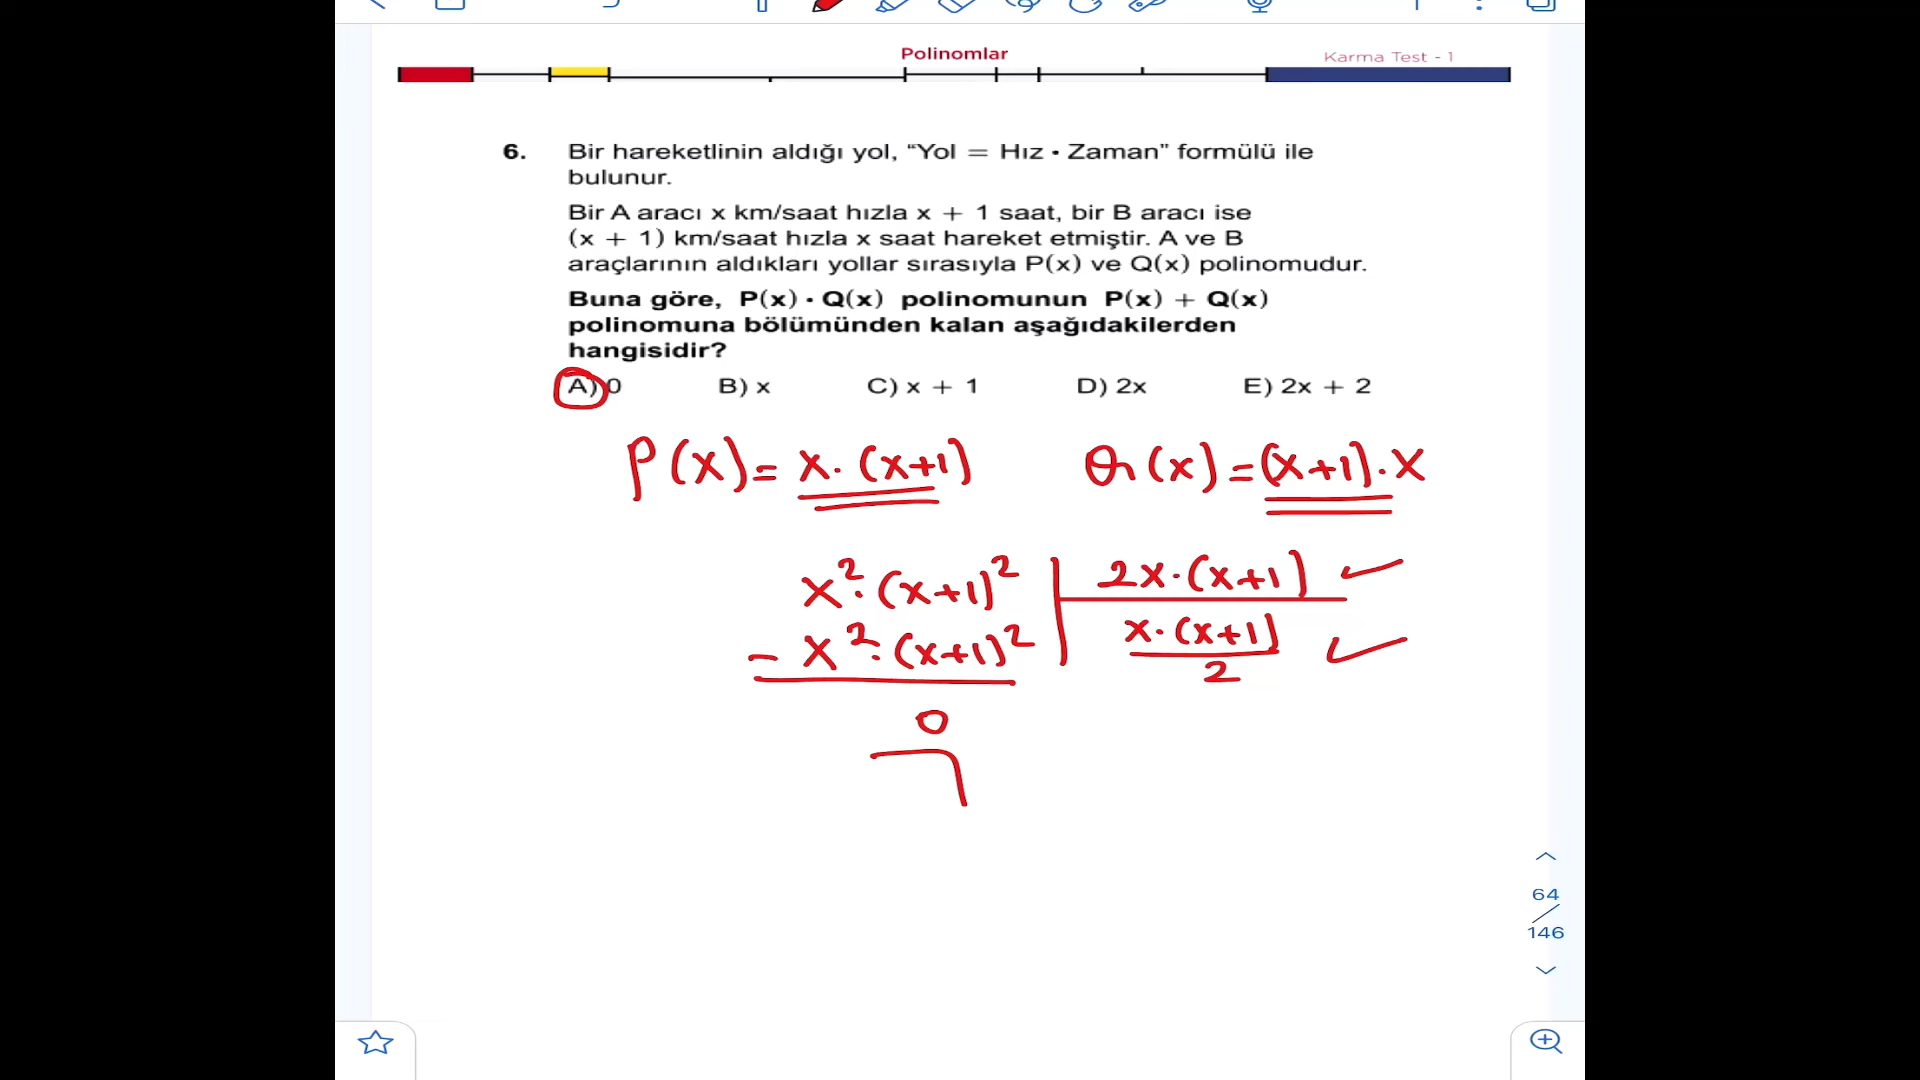 Polinomlar
Karma Test - 1
6. Bir hareketlinin aldığı yol, “Yol = Hız • Zaman” formülü ile
bulunur.
Bir A aracı x km/saat hızla x + 1 saat, bir B aracı ise
(x + 1) km/saat hızla x saat hareket etmiştir. A ve B
araçlarının aldıkları yollar sırasıyla P(x) ve Q(x) polinomudur.
Buna göre, P(x) • Q(x) polinomunun P(x) + Q(x)
polinomuna bölümünden kalan aşağıdakilerden
hangisidir?
A) 0 B) x C) x + 1 D) 2x E) 2x + 2
P(x) = x·(x+1) Q(x) = (x+1)·x
x²·(x+1)² 2x·(x+1)
- x²·(x+1)² x·(x+1)
2
0
64
146